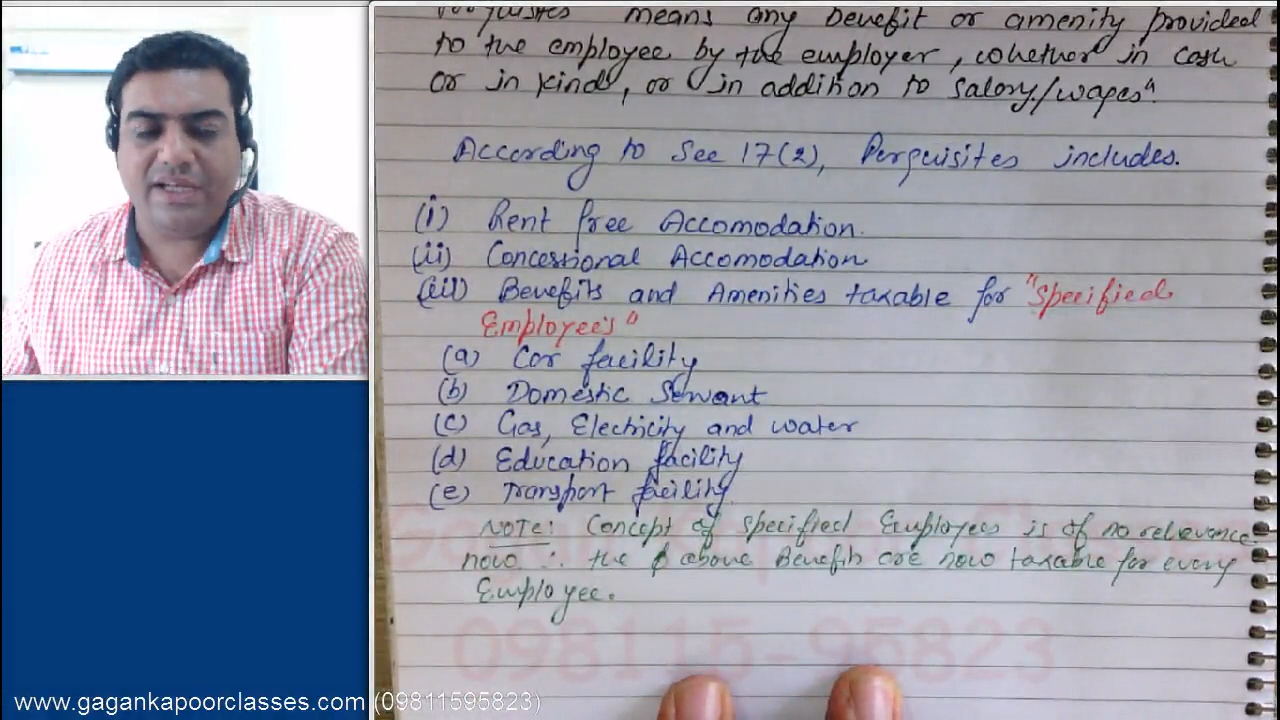 means any benefit or amenity provided
to the employee by the employer, whether in cash
or in kind, or in addition to Salary/wages".
According to Sec 17(2), Perquisites includes.
(i) Rent free Accomodation.
(ii) Concessional Accomodation
(iii) Benefits and Amenities taxable for "Specified
Employees"
(a) Car facility
(b) Domestic Servant
(c) Gas, Electricity and water
(d) Education facility
(e) Transport facility.
NOTE: Concept of specified Employees is of no relevance
now ∴ the above Benefits are now taxable for every
Employee.
098115-95823
www.gagankapoorclasses.com (09811595823)